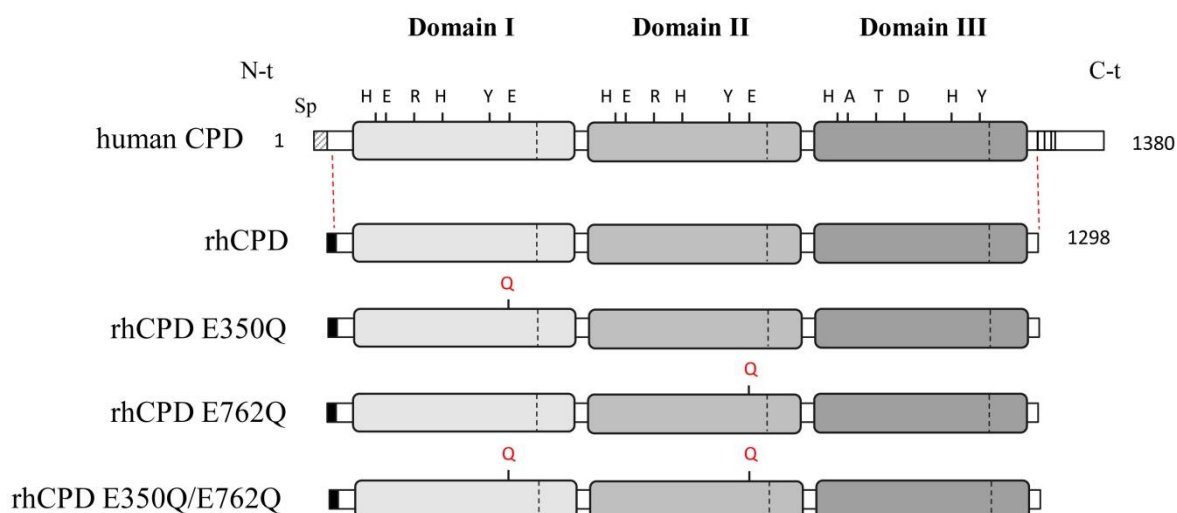 Domain I Domain II Domain III
N-t C-t
Sp H E R H Y E H E R H Y E H A T D H Y
human CPD 1 1380
rhCPD 1298
Q
rhCPD E350Q
Q
rhCPD E762Q
Q Q
rhCPD E350Q/E762Q